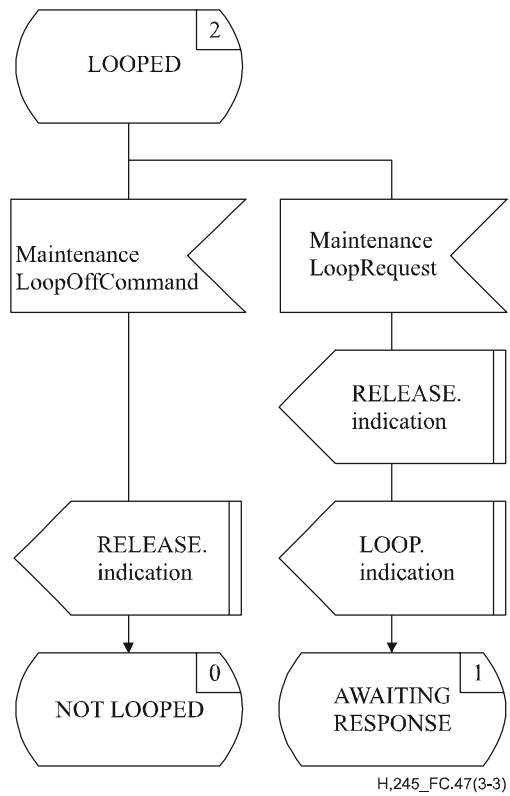 2
LOOPED
Maintenance
LoopOffCommand
Maintenance
LoopRequest
RELEASE.
indication
RELEASE.
indication
LOOP.
indication
0
NOT LOOPED
1
AWAITING
RESPONSE
H,245_FC.47(3-3)